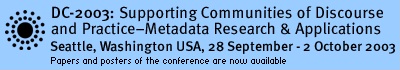 DC-2003: Supporting Communities of Discourse
and Practice–Metadata Research & Applications
Seattle, Washington USA, 28 September - 2 October 2003
Papers and posters of the conference are now available